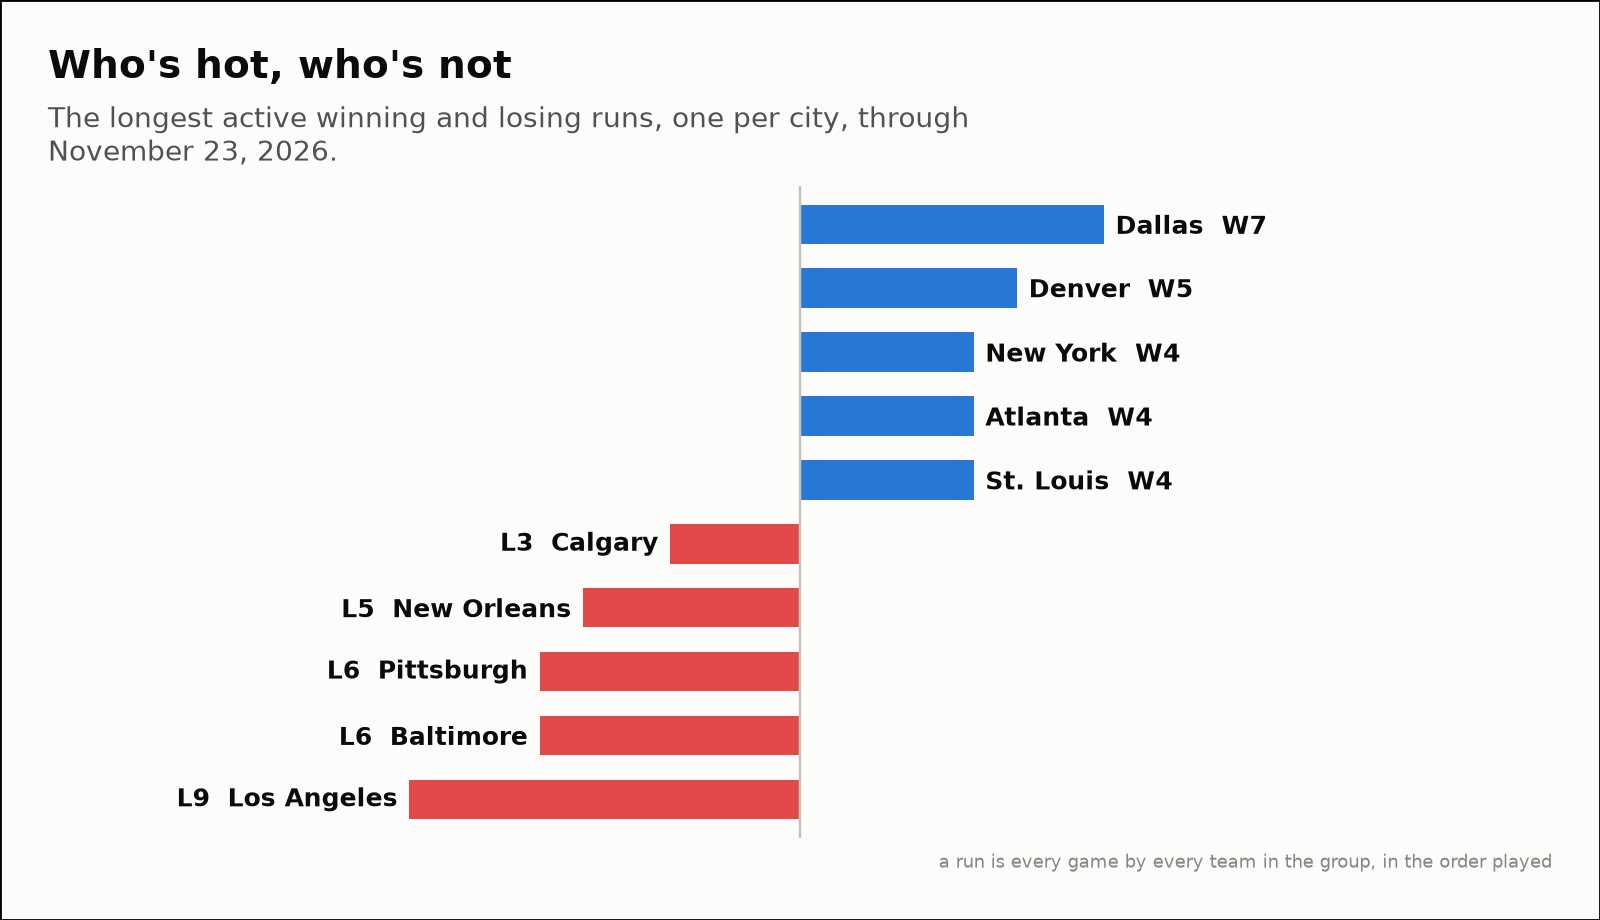 Who's hot, who's not
The longest active winning and losing runs, one per city, through
November 23, 2026.
Dallas  W7
Denver  W5
New York  W4
Atlanta  W4
St. Louis  W4
L3  Calgary
L5  New Orleans
L6  Pittsburgh
L6  Baltimore
L9  Los Angeles
a run is every game by every team in the group, in the order played